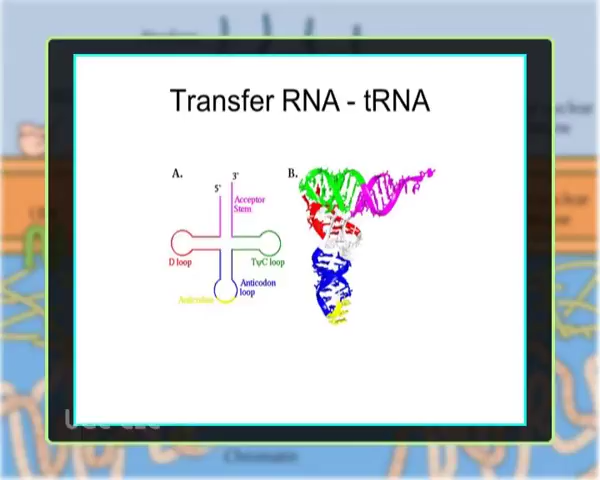 Transfer RNA - tRNA
A.
B.
3'
5'
Acceptor
Stem
D loop
TψC loop
Anticodon
loop
Anticodon
Chromatin